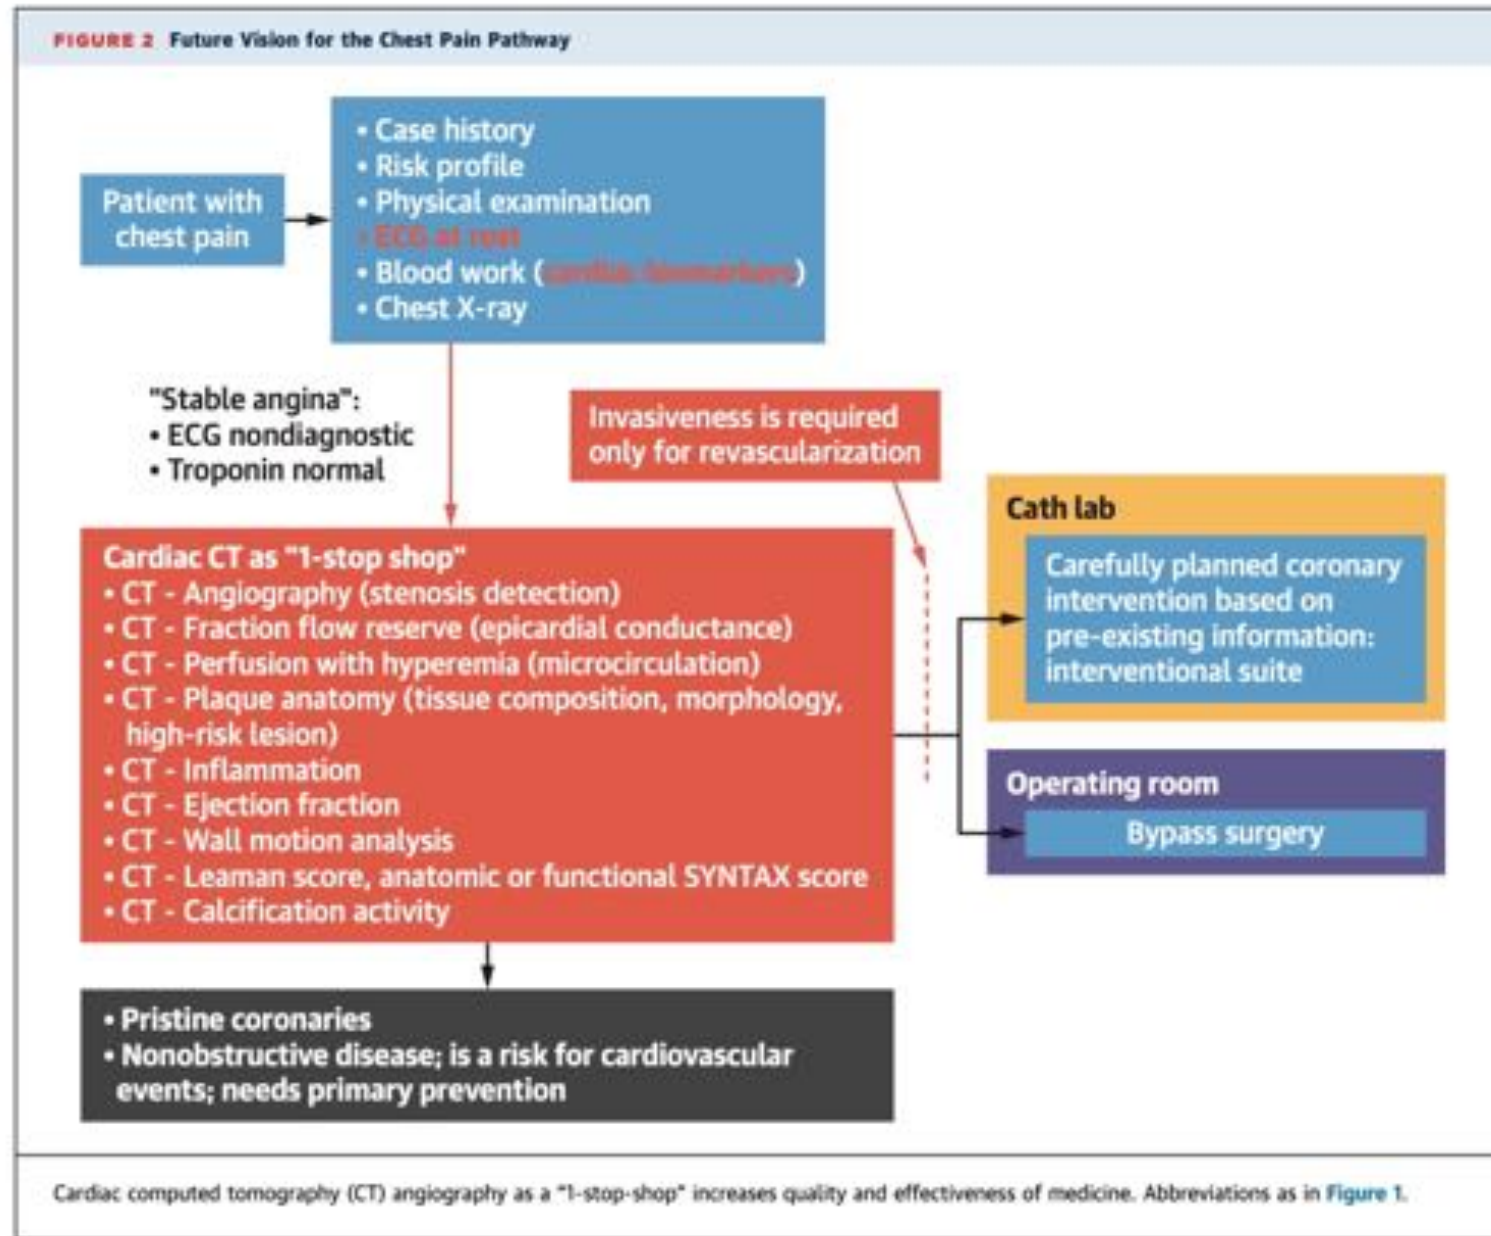 FIGURE 2 Future Vision for the Chest Pain Pathway
Patient with
chest pain
• Case history
• Risk profile
• Physical examination
• ECG at rest
• Blood work (cardiac biomarkers)
• Chest X-ray
"Stable angina":
• ECG nondiagnostic
• Troponin normal
Invasiveness is required
only for revascularization
Cardiac CT as "1-stop shop"
• CT - Angiography (stenosis detection)
• CT - Fraction flow reserve (epicardial conductance)
• CT - Perfusion with hyperemia (microcirculation)
• CT - Plaque anatomy (tissue composition, morphology,
high-risk lesion)
• CT - Inflammation
• CT - Ejection fraction
• CT - Wall motion analysis
• CT - Leaman score, anatomic or functional SYNTAX score
• CT - Calcification activity
Cath lab
Carefully planned coronary
intervention based on
pre-existing information:
interventional suite
Operating room
Bypass surgery
• Pristine coronaries
• Nonobstructive disease; is a risk for cardiovascular
events; needs primary prevention
Cardiac computed tomography (CT) angiography as a "1-stop-shop" increases quality and effectiveness of medicine. Abbreviations as in Figure 1.